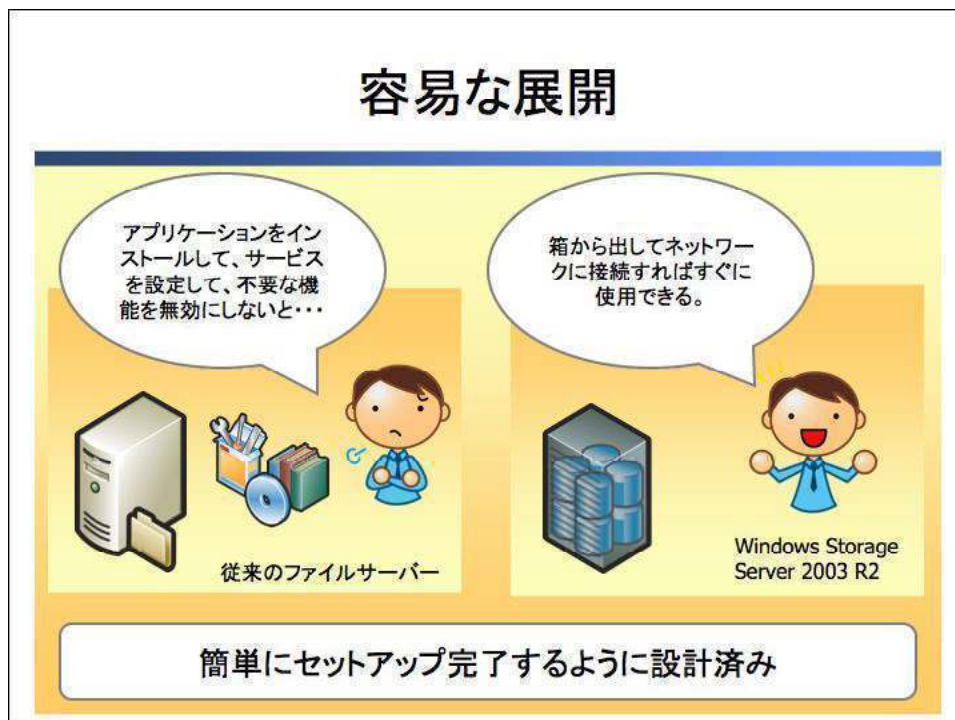 容易な展開
アプリケーションをイン
ストールして、サービス
を設定して、不要な機
能を無効にしないと・・・
箱から出してネットワー
クに接続すればすぐに
使用できる。
従来のファイルサーバー
Windows Storage
Server 2003 R2
簡単にセットアップ完了するように設計済み